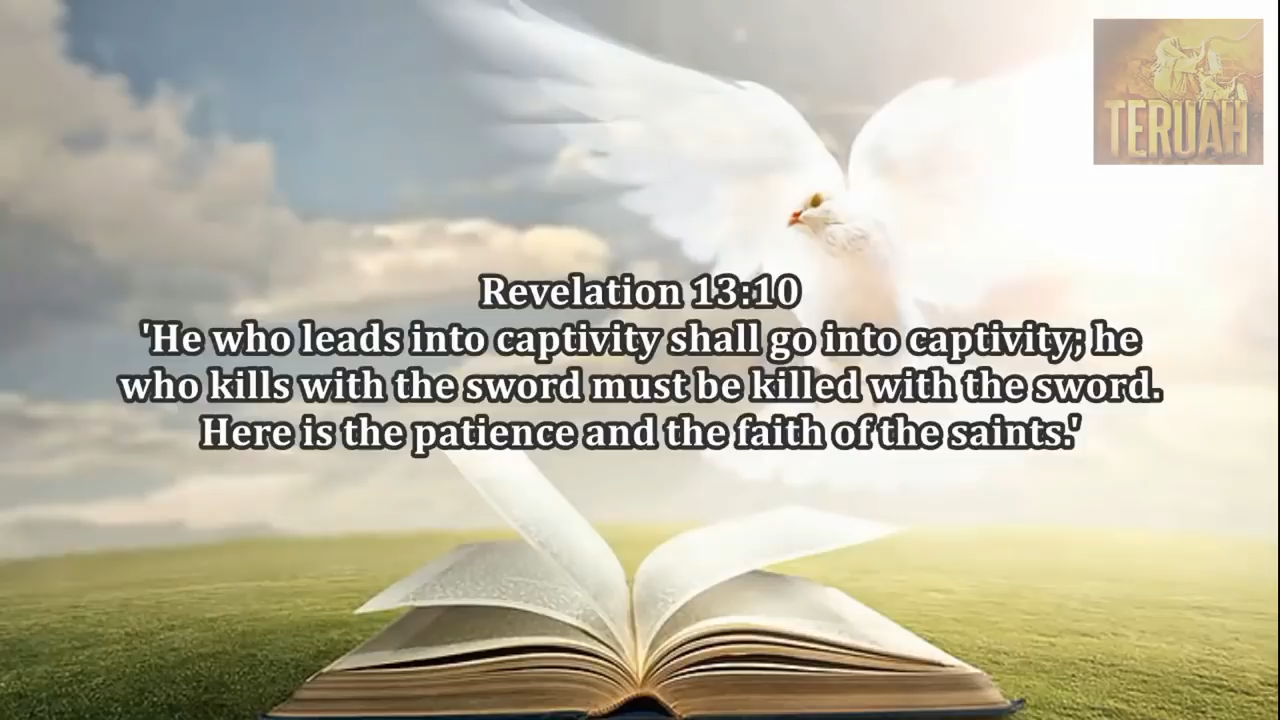 TERUAH
Revelation 13:10
'He who leads into captivity shall go into captivity; he
who kills with the sword must be killed with the sword.
Here is the patience and the faith of the saints.'